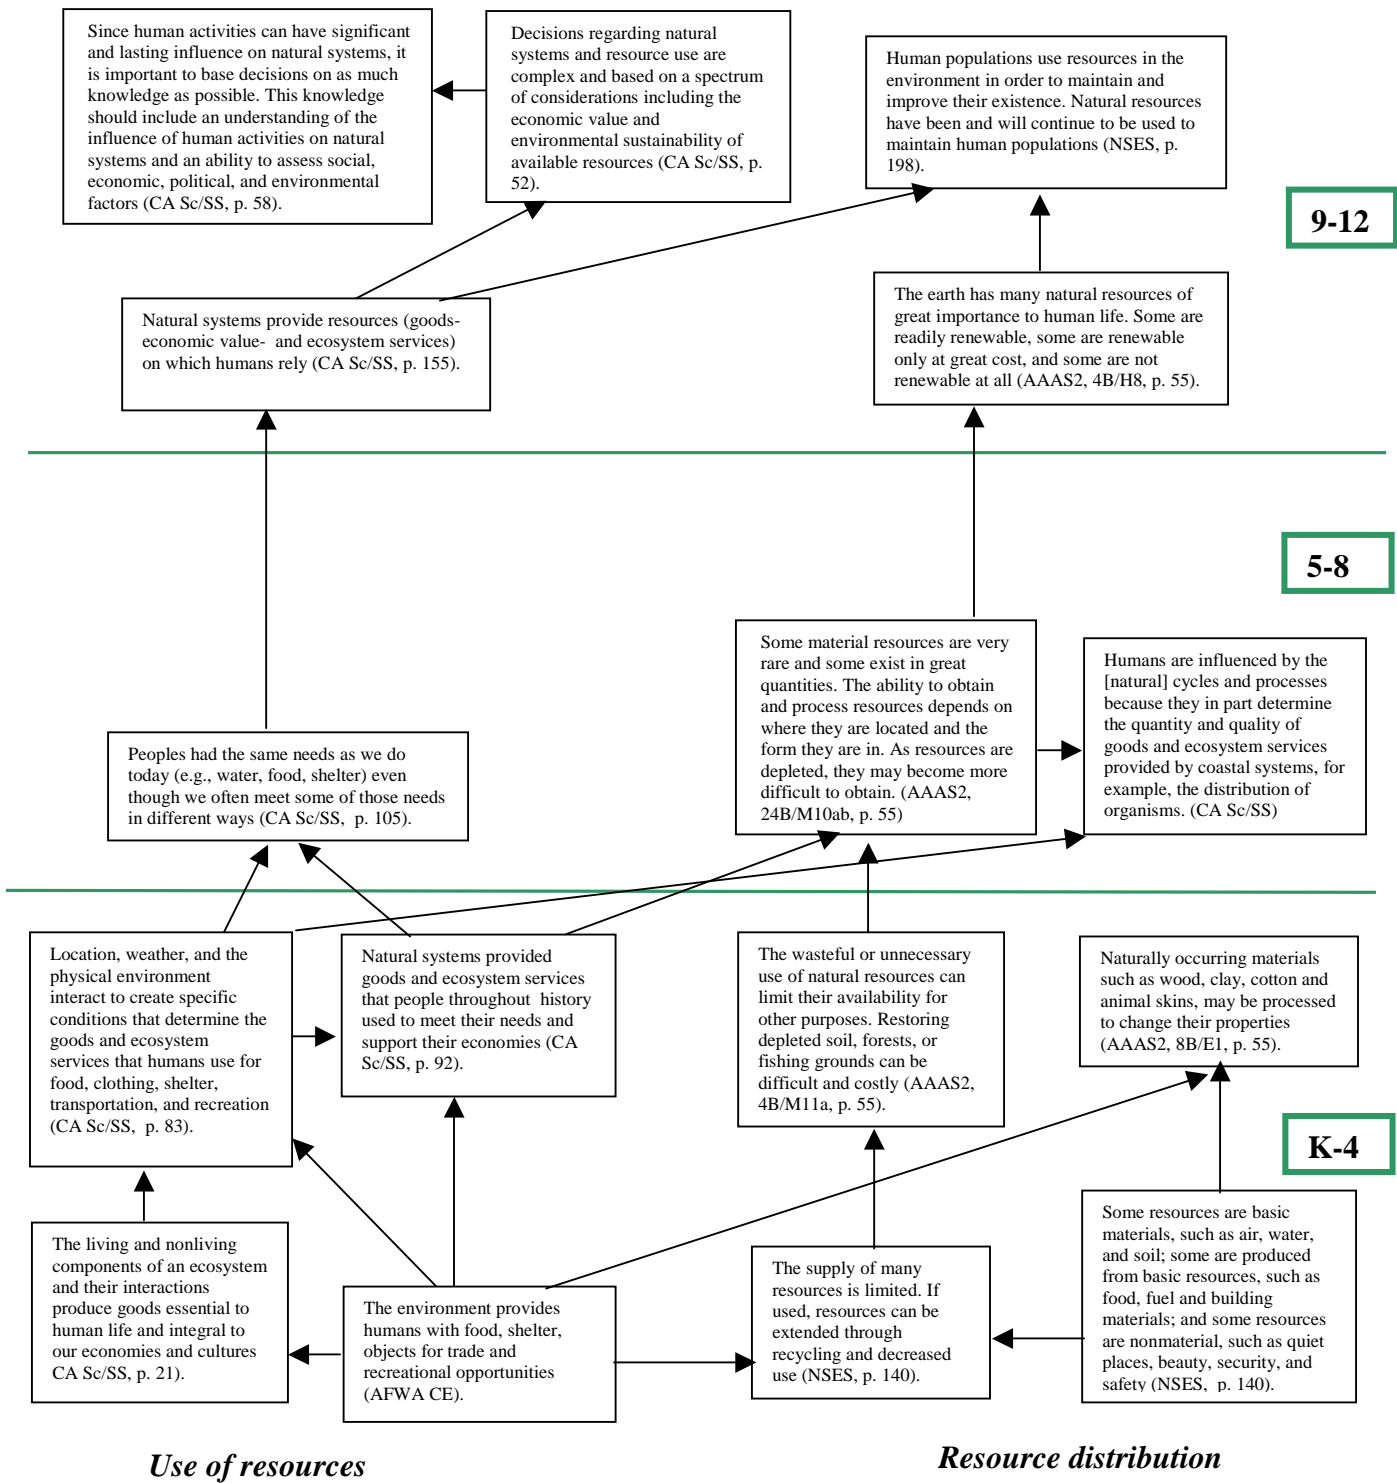 Since human activities can have significant
and lasting influence on natural systems, it
is important to base decisions on as much
knowledge as possible. This knowledge
should include an understanding of the
influence of human activities on natural
systems and an ability to assess social,
economic, political, and environmental
factors (CA Sc/SS, p. 58).
Decisions regarding natural
systems and resource use are
complex and based on a spectrum
of considerations including the
economic value and
environmental sustainability of
available resources (CA Sc/SS, p.
52).
Human populations use resources in the
environment in order to maintain and
improve their existence. Natural resources
have been and will continue to be used to
maintain human populations (NSES, p.
198).
9-12
Natural systems provide resources (goods-
economic value- and ecosystem services)
on which humans rely (CA Sc/SS, p. 155).
The earth has many natural resources of
great importance to human life. Some are
readily renewable, some are renewable
only at great cost, and some are not
renewable at all (AAAS2, 4B/H8, p. 55).
5-8
Peoples had the same needs as we do
today (e.g., water, food, shelter) even
though we often meet some of those needs
in different ways (CA Sc/SS, p. 105).
Some material resources are very
rare and some exist in great
quantities. The ability to obtain
and process resources depends on
where they are located and the
form they are in. As resources are
depleted, they may become more
difficult to obtain. (AAAS2,
24B/M10ab, p. 55)
Humans are influenced by the
[natural] cycles and processes
because they in part determine
the quantity and quality of
goods and ecosystem services
provided by coastal systems, for
example, the distribution of
organisms. (CA Sc/SS)
Location, weather, and the
physical environment
interact to create specific
conditions that determine the
goods and ecosystem
services that humans use for
food, clothing, shelter,
transportation, and recreation
(CA Sc/SS, p. 83).
Natural systems provided
goods and ecosystem services
that people throughout history
used to meet their needs and
support their economies (CA
Sc/SS, p. 92).
The wasteful or unnecessary
use of natural resources can
limit their availability for
other purposes. Restoring
depleted soil, forests, or
fishing grounds can be
difficult and costly (AAAS2,
4B/M11a, p. 55).
Naturally occurring materials
such as wood, clay, cotton and
animal skins, may be processed
to change their properties
(AAAS2, 8B/E1, p. 55).
K-4
The living and nonliving
components of an ecosystem
and their interactions
produce goods essential to
human life and integral to
our economies and cultures
CA Sc/SS, p. 21).
The environment provides
humans with food, shelter,
objects for trade and
recreational opportunities
(AFWA CE).
The supply of many
resources is limited. If
used, resources can be
extended through
recycling and decreased
use (NSES, p. 140).
Some resources are basic
materials, such as air, water,
and soil; some are produced
from basic resources, such as
food, fuel and building
materials; and some resources
are nonmaterial, such as quiet
places, beauty, security, and
safety (NSES, p. 140).
Use of resources
Resource distribution